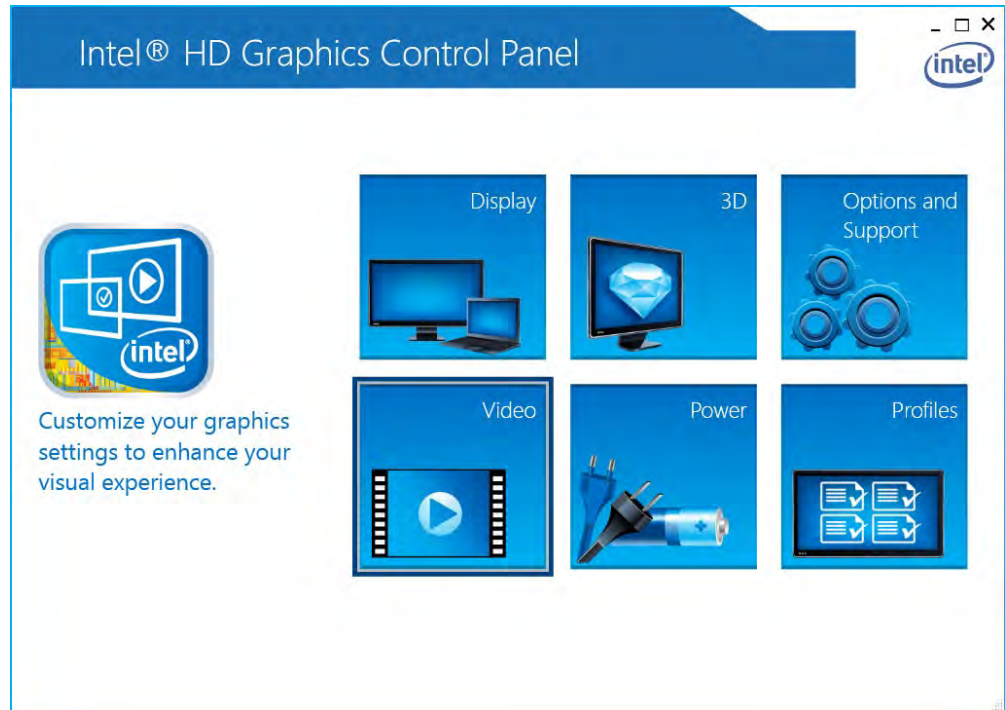 Intel® HD Graphics Control Panel
intel®
Display
3D
Options and
Support
intel®
Customize your graphics
settings to enhance your
visual experience.
Video
Power
Profiles